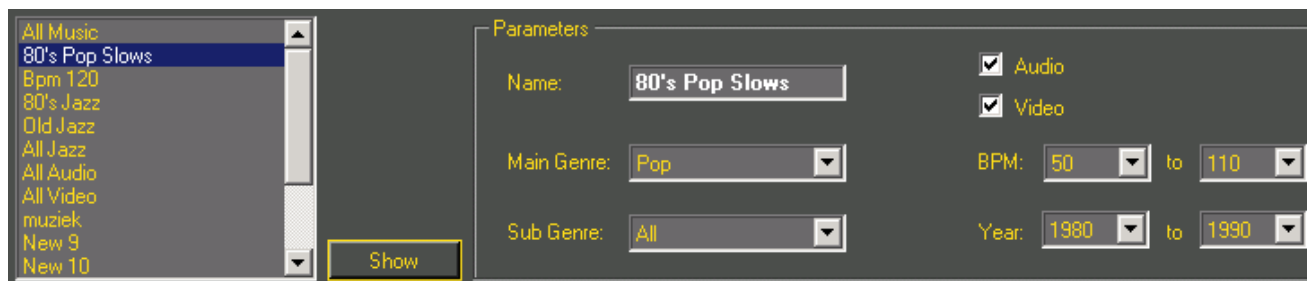 All Music
80's Pop Slows
Bpm 120
80's Jazz
Old Jazz
All Jazz
All Audio
All Video
muziek
New 9
New 10
Show
Parameters
Name: 80's Pop Slows
Audio
Video
Main Genre: Pop
BPM: 50 to 110
Sub Genre: All
Year: 1980 to 1990